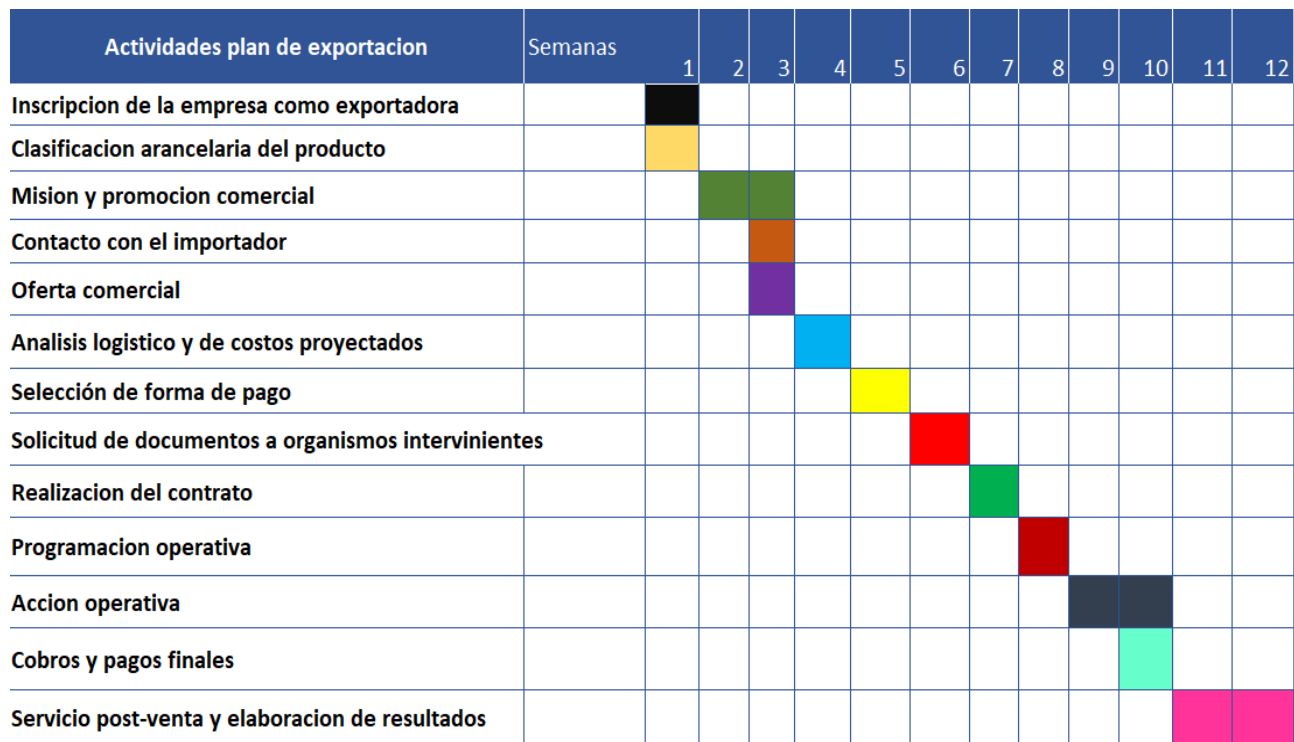 Actividades plan de exportacion Semanas 1 2 3 4 5 6 7 8 9 10 11 12
Inscripcion de la empresa como exportadora
Clasificacion arancelaria del producto
Mision y promocion comercial
Contacto con el importador
Oferta comercial
Analisis logistico y de costos proyectados
Selección de forma de pago
Solicitud de documentos a organismos intervinientes
Realizacion del contrato
Programacion operativa
Accion operativa
Cobros y pagos finales
Servicio post-venta y elaboracion de resultados